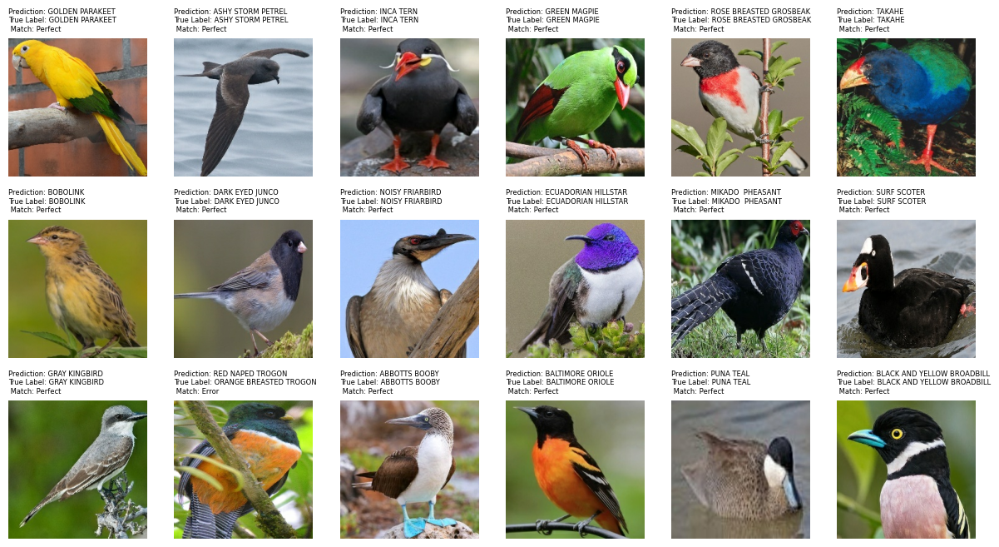 Prediction: GOLDEN PARAKEET
True Label: GOLDEN PARAKEET
Match: Perfect
Prediction: ASHY STORM PETREL
True Label: ASHY STORM PETREL
Match: Perfect
Prediction: INCA TERN
True Label: INCA TERN
Match: Perfect
Prediction: GREEN MAGPIE
True Label: GREEN MAGPIE
Match: Perfect
Prediction: ROSE BREASTED GROSBEAK
True Label: ROSE BREASTED GROSBEAK
Match: Perfect
Prediction: TAKAHE
True Label: TAKAHE
Match: Perfect
Prediction: BOBOLINK
True Label: BOBOLINK
Match: Perfect
Prediction: DARK EYED JUNCO
True Label: DARK EYED JUNCO
Match: Perfect
Prediction: NOISY FRIARBIRD
True Label: NOISY FRIARBIRD
Match: Perfect
Prediction: ECUADORIAN HILLSTAR
True Label: ECUADORIAN HILLSTAR
Match: Perfect
Prediction: MIKADO  PHEASANT
True Label: MIKADO  PHEASANT
Match: Perfect
Prediction: SURF SCOTER
True Label: SURF SCOTER
Match: Perfect
Prediction: GRAY KINGBIRD
True Label: GRAY KINGBIRD
Match: Perfect
Prediction: RED NAPED TROGON
True Label: ORANGE BREASTED TROGON
Match: Error
Prediction: ABBOTTS BOOBY
True Label: ABBOTTS BOOBY
Match: Perfect
Prediction: BALTIMORE ORIOLE
True Label: BALTIMORE ORIOLE
Match: Perfect
Prediction: PUNA TEAL
True Label: PUNA TEAL
Match: Perfect
Prediction: BLACK AND YELLOW BROADBILL
True Label: BLACK AND YELLOW BROADBILL
Match: Perfect